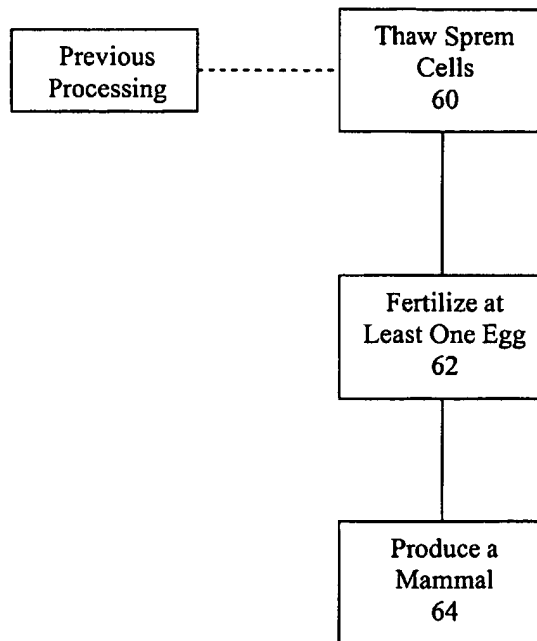 Previous
Processing
Thaw Sprem
Cells
60
Fertilize at
Least One Egg
62
Produce a
Mammal
64